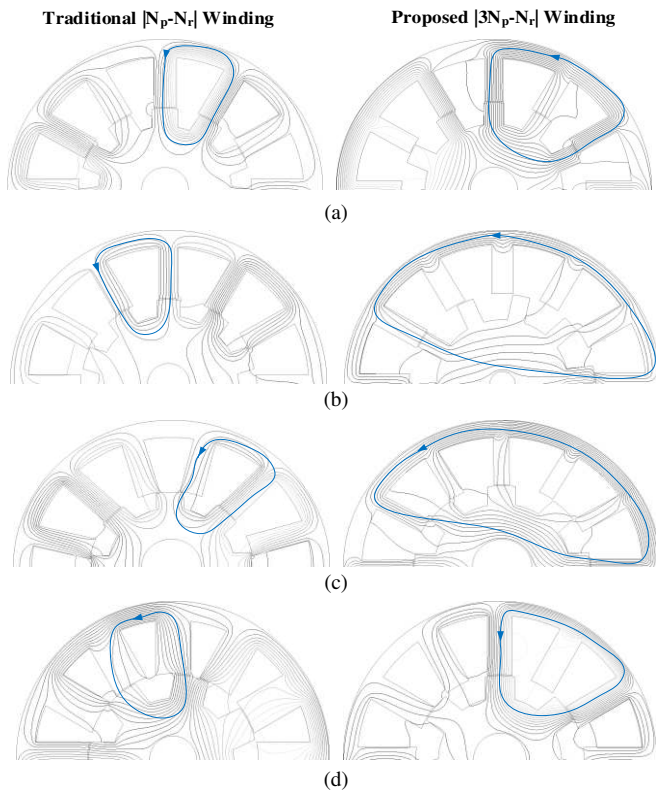 Traditional |Np-Nr| Winding
Proposed |3Np-Nr| Winding
(a)
(b)
(c)
(d)